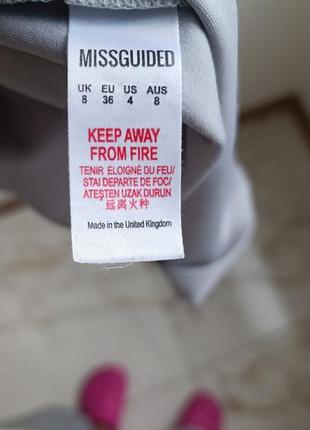 MISSGUIDED
UK EU US AUS
8 36 4 8
KEEP AWAY
FROM FIRE
TENIR ÉLOIGNÉ DU FEU/
STAI DEPARTE DE FOC/
ATEŞTEN UZAK DURUN
远离火种
Made in the United Kingdom